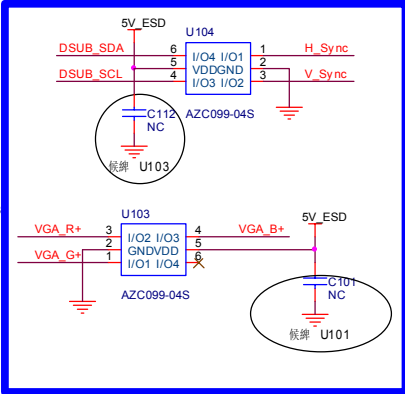 5V_ESD
U104
DSUB_SDA 6 I/O4 I/O1 1 H_Sync
5 VDDGND 2
DSUB_SCL 4 I/O3 I/O2 3 V_Sync
C112 AZC099-04S
NC
候緯 U103
U103
5V_ESD
VGA_R+ 3 I/O2 I/O3 4 VGA_B+
2 GNDVDD 5
VGA_G+ 1 I/O1 I/O4 6
C101
NC
AZC099-04S
候緯 U101